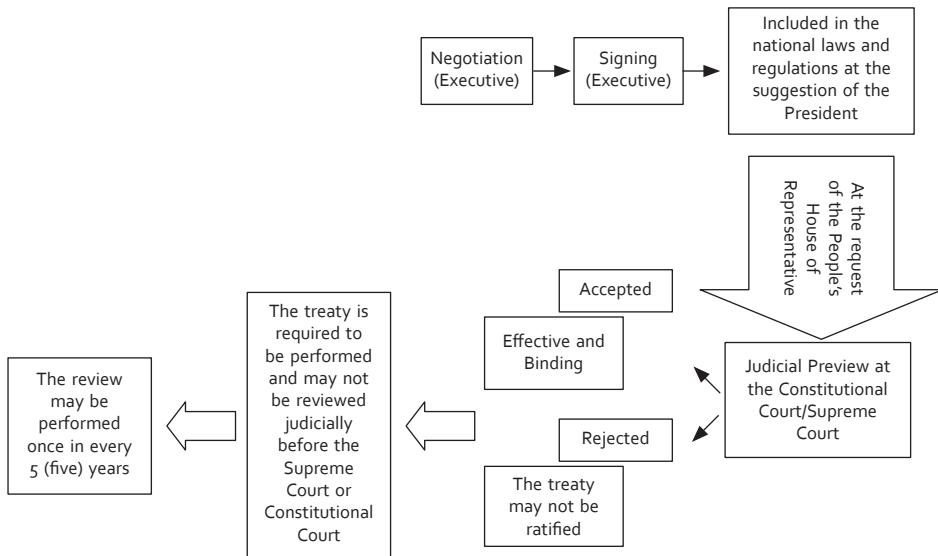 Negotiation
(Executive)
Signing
(Executive)
Included in the
national laws and
regulations at the
suggestion of the
President
At the request
of the People's
House of
Representative
Judicial Preview at
the Constitutional
Court/Supreme
Court
Accepted
Effective and
Binding
Rejected
The treaty
may not be
ratified
The treaty is
required to
be performed
and may not
be reviewed
judicially
before the
Supreme
Court or
Constitutional
Court
The review
may be
performed
once in every
5 (five) years